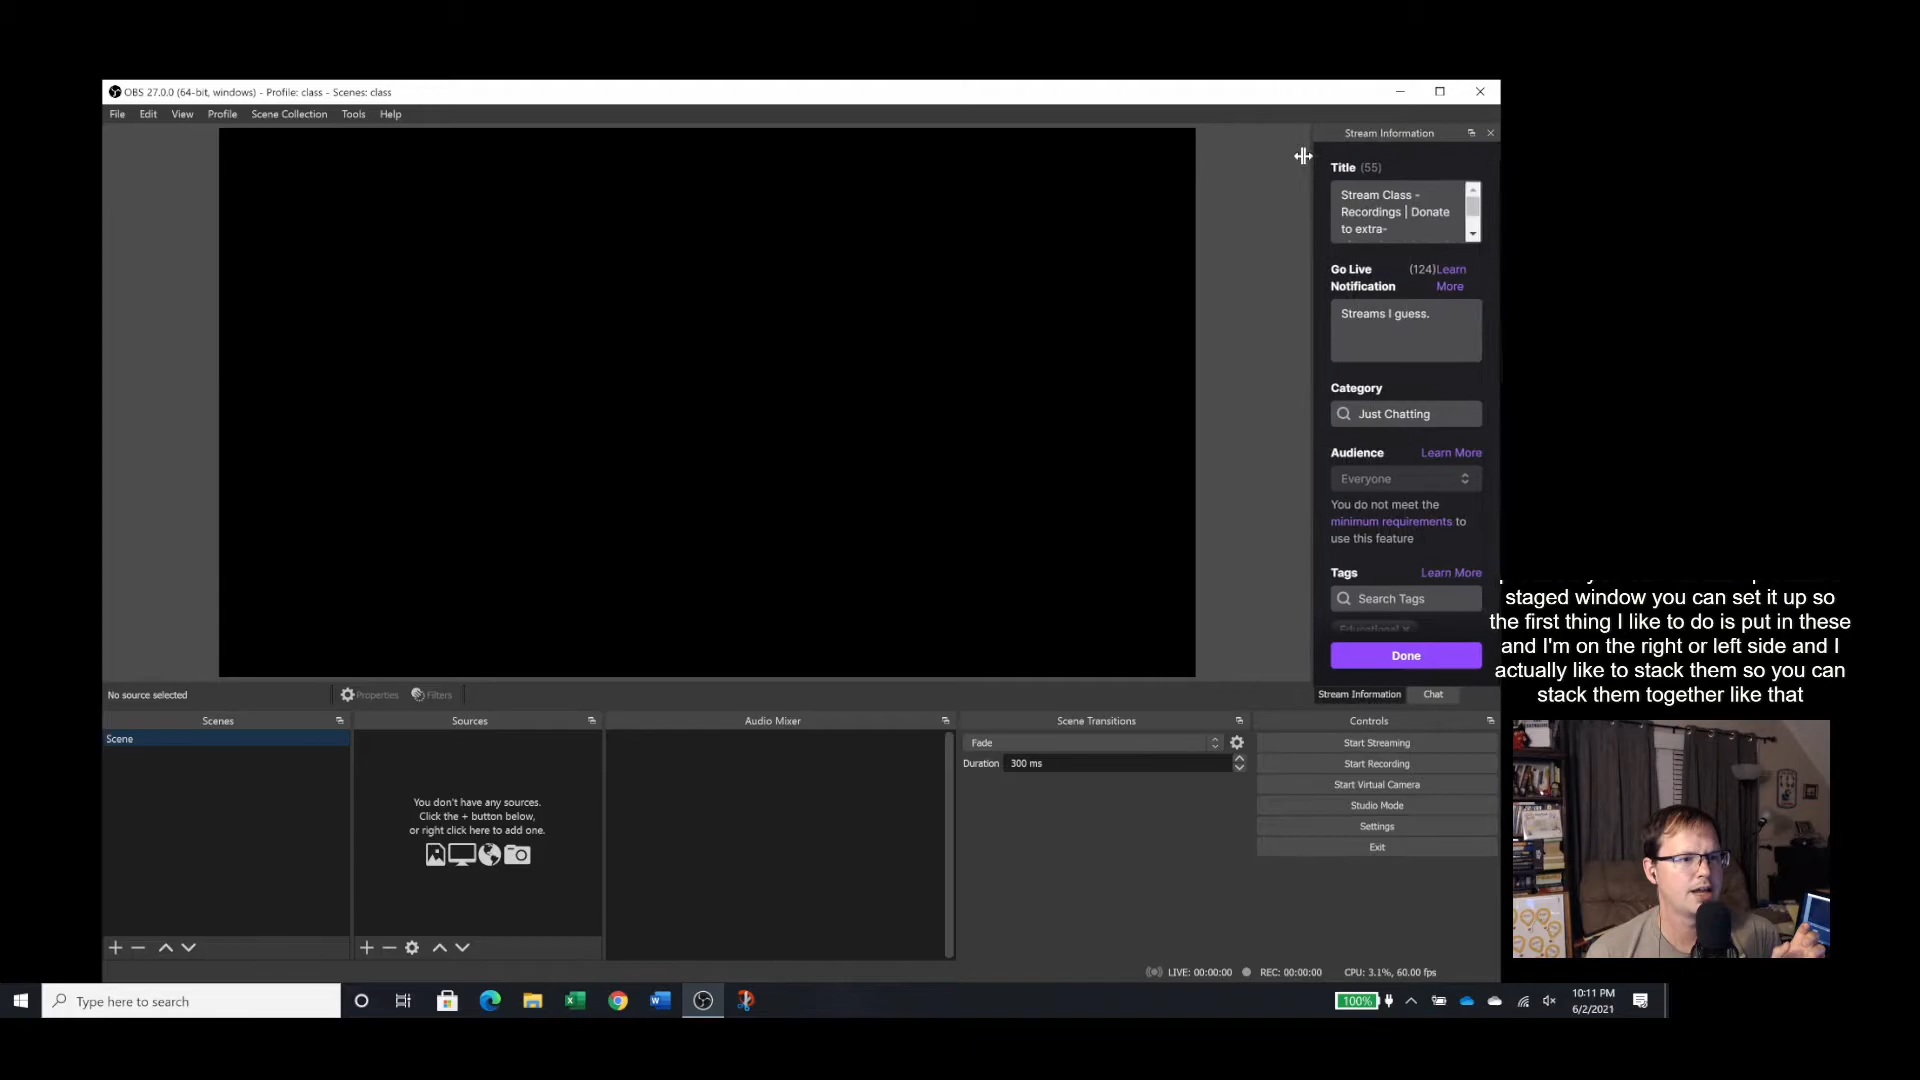 OBS 27.0.0 (64-bit, windows) - Profile: class - Scenes: class
File Edit View Profile Scene Collection Tools Help
Stream Information
Title (55)
Stream Class -
Recordings | Donate
to extra-
Go Live (124)Learn
Notification More
Streams I guess.
Category
Just Chatting
Audience Learn More
Everyone
You do not meet the
minimum requirements to
use this feature
Tags Learn More
Search Tags
Educational
Done
Stream Information Chat
staged window you can set it up so
the first thing I like to do is put in these
and I'm on the right or left side and I
actually like to stack them so you can
stack them together like that
No source selected Properties Filters
Scenes
Scene
Sources
You don't have any sources.
Click the + button below,
or right click here to add one.
Audio Mixer
Scene Transitions
Fade
Duration 300 ms
Controls
Start Streaming
Start Recording
Start Virtual Camera
Studio Mode
Settings
Exit
LIVE: 00:00:00 REC: 00:00:00 CPU: 3.1%, 60.00 fps
Type here to search
100%
10:11 PM
6/2/2021